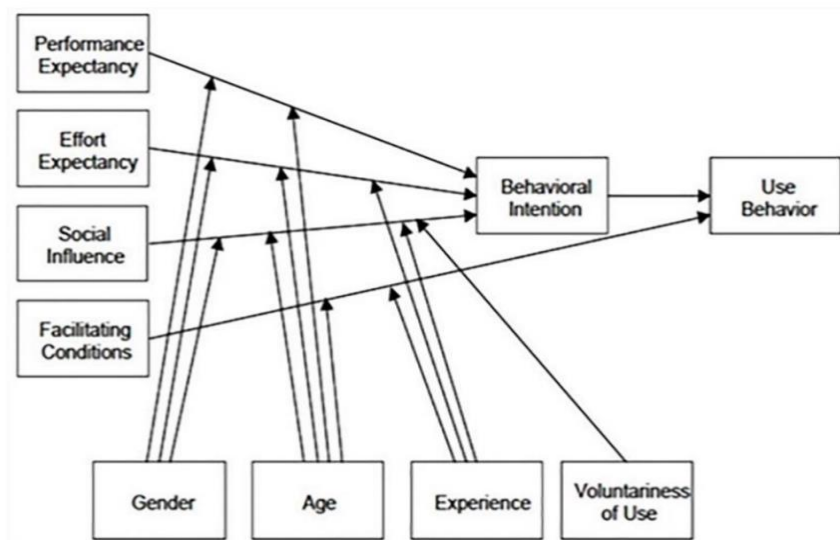 Performance
Expectancy
Effort
Expectancy
Social
Influence
Facilitating
Conditions
Behavioral
Intention
Use
Behavior
Gender
Age
Experience
Voluntariness
of Use